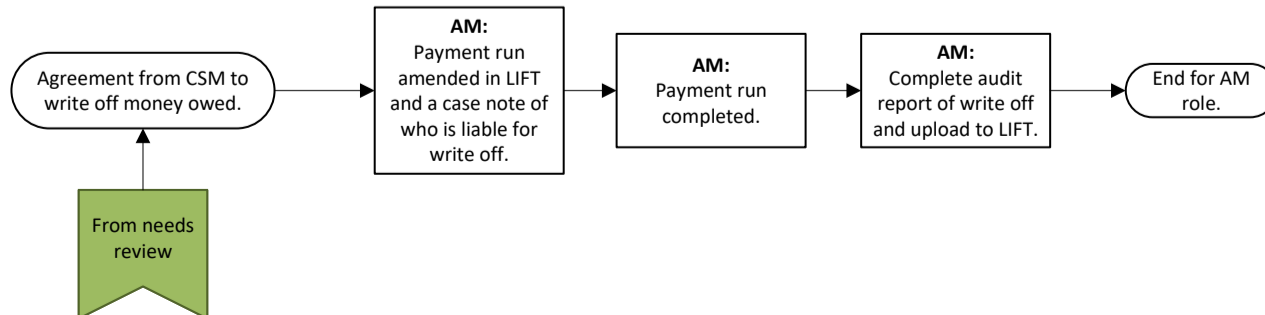 Agreement from CSM to
write off money owed.
AM:
Payment run
amended in LIFT
and a case note of
who is liable for
write off.
AM:
Payment run
completed.
AM:
Complete audit
report of write off
and upload to LIFT.
End for AM
role.
From needs
review